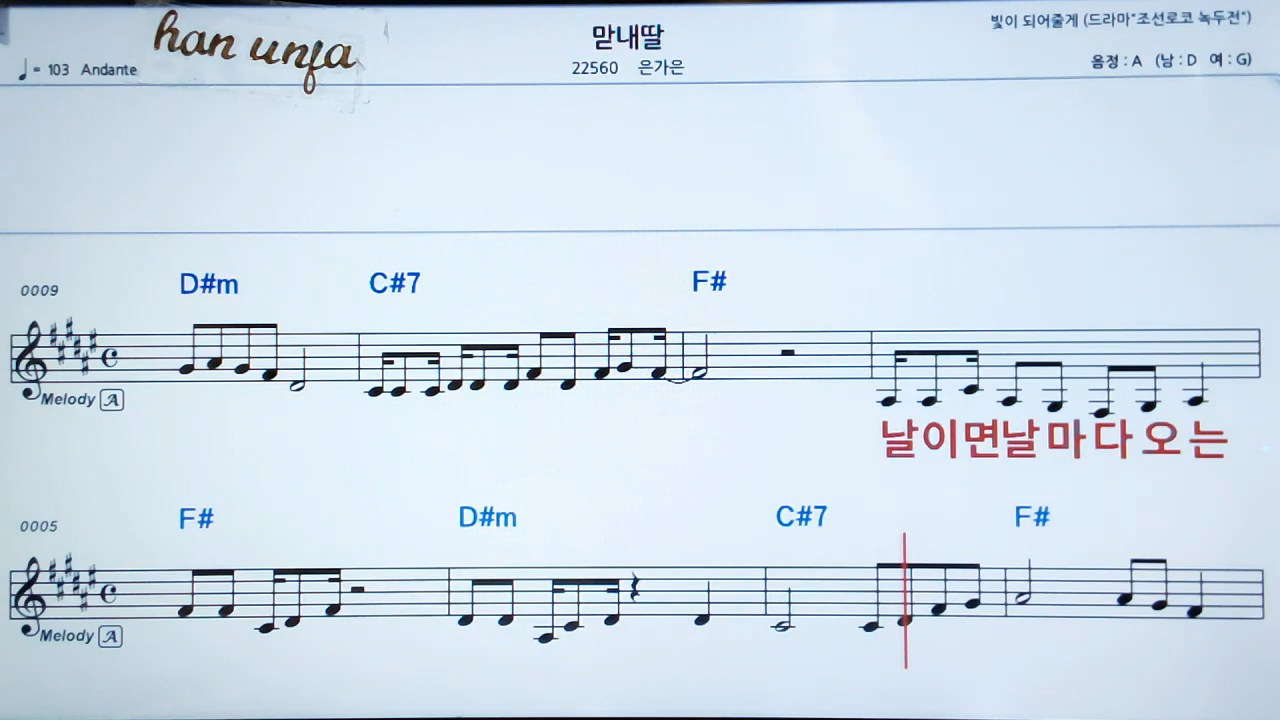 han unja
맏내딸
빛이 되어줄게 (드라마"조선로코 녹두전")
♩= 103 Andante
22560 은가은
음정 : A (남 : D 여 : G)
0009 D#m C#7 F#
Melody A
날이면날마다오는
0005 F# D#m C#7 F#
Melody A